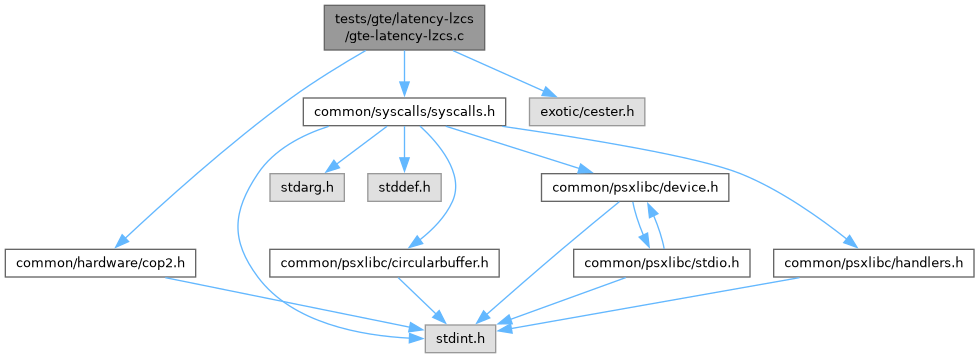 tests/gte/latency-lzcs
/gte-latency-lzcs.c
common/syscalls/syscalls.h
exotic/cester.h
stdarg.h
stddef.h
common/psxlibc/device.h
common/hardware/cop2.h
common/psxlibc/circularbuffer.h
common/psxlibc/stdio.h
common/psxlibc/handlers.h
stdint.h